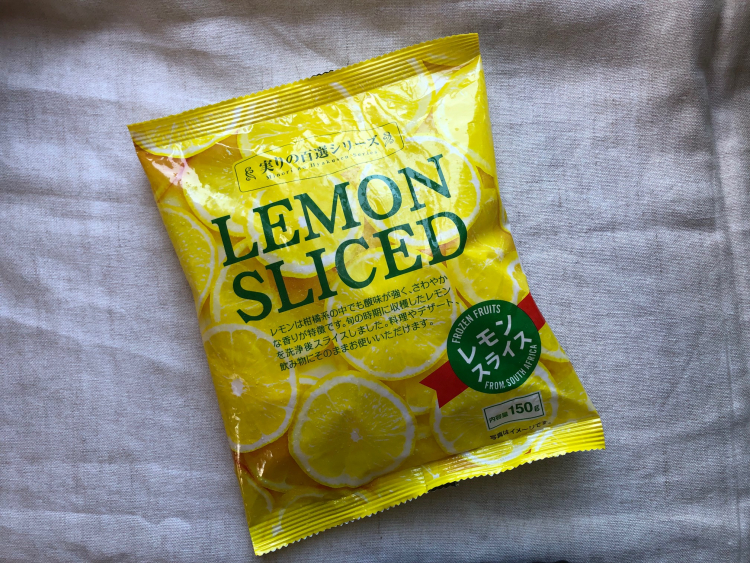 実りの百選シリーズ
Minori no Hyakusen Series
LEMON
SLICED
レモンは柑橘系の中でも酸味が強く、さわやか
な香りが特徴です。旬の時期に収穫したレモン
を洗浄後スライスしました。料理やデザート、
飲み物にそのままお使いいただけます。
FROZEN FRUITS
レモン
スライス
FROM SOUTH AFRICA
内容量 150g
写真はイメージです。